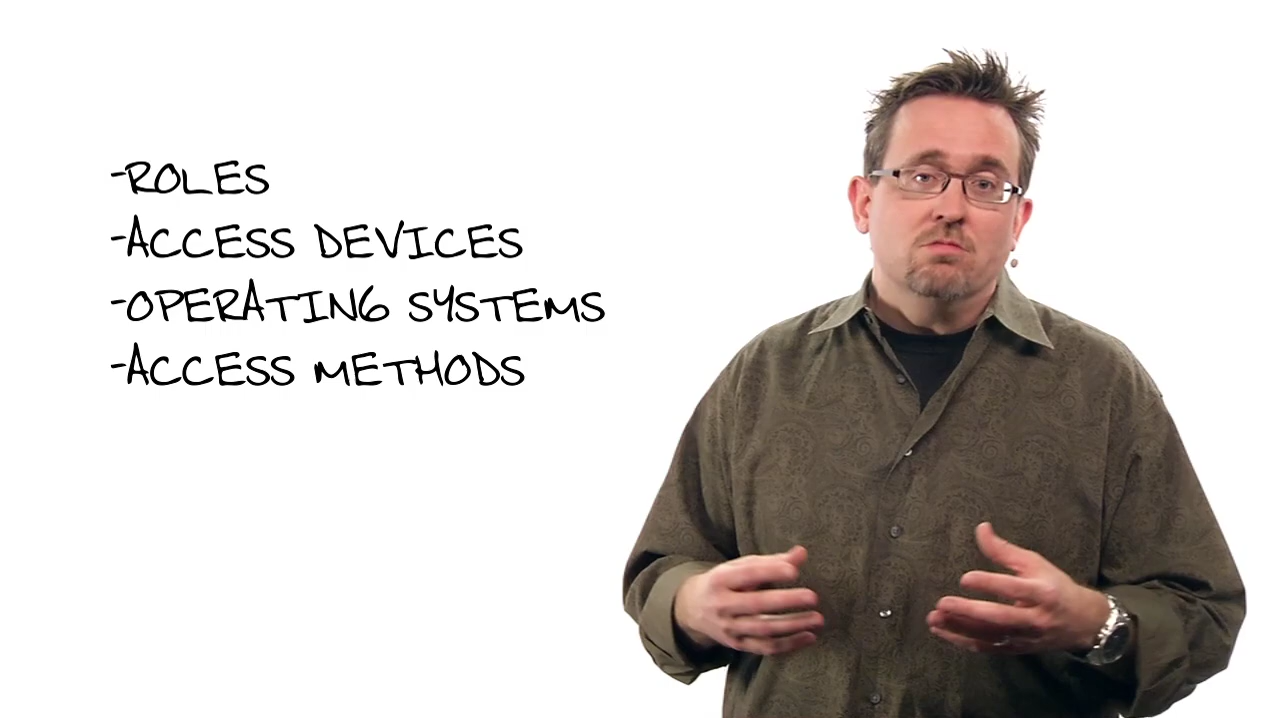 -ROLES
-ACCESS DEVICES
-OPERATING SYSTEMS
-ACCESS METHODS